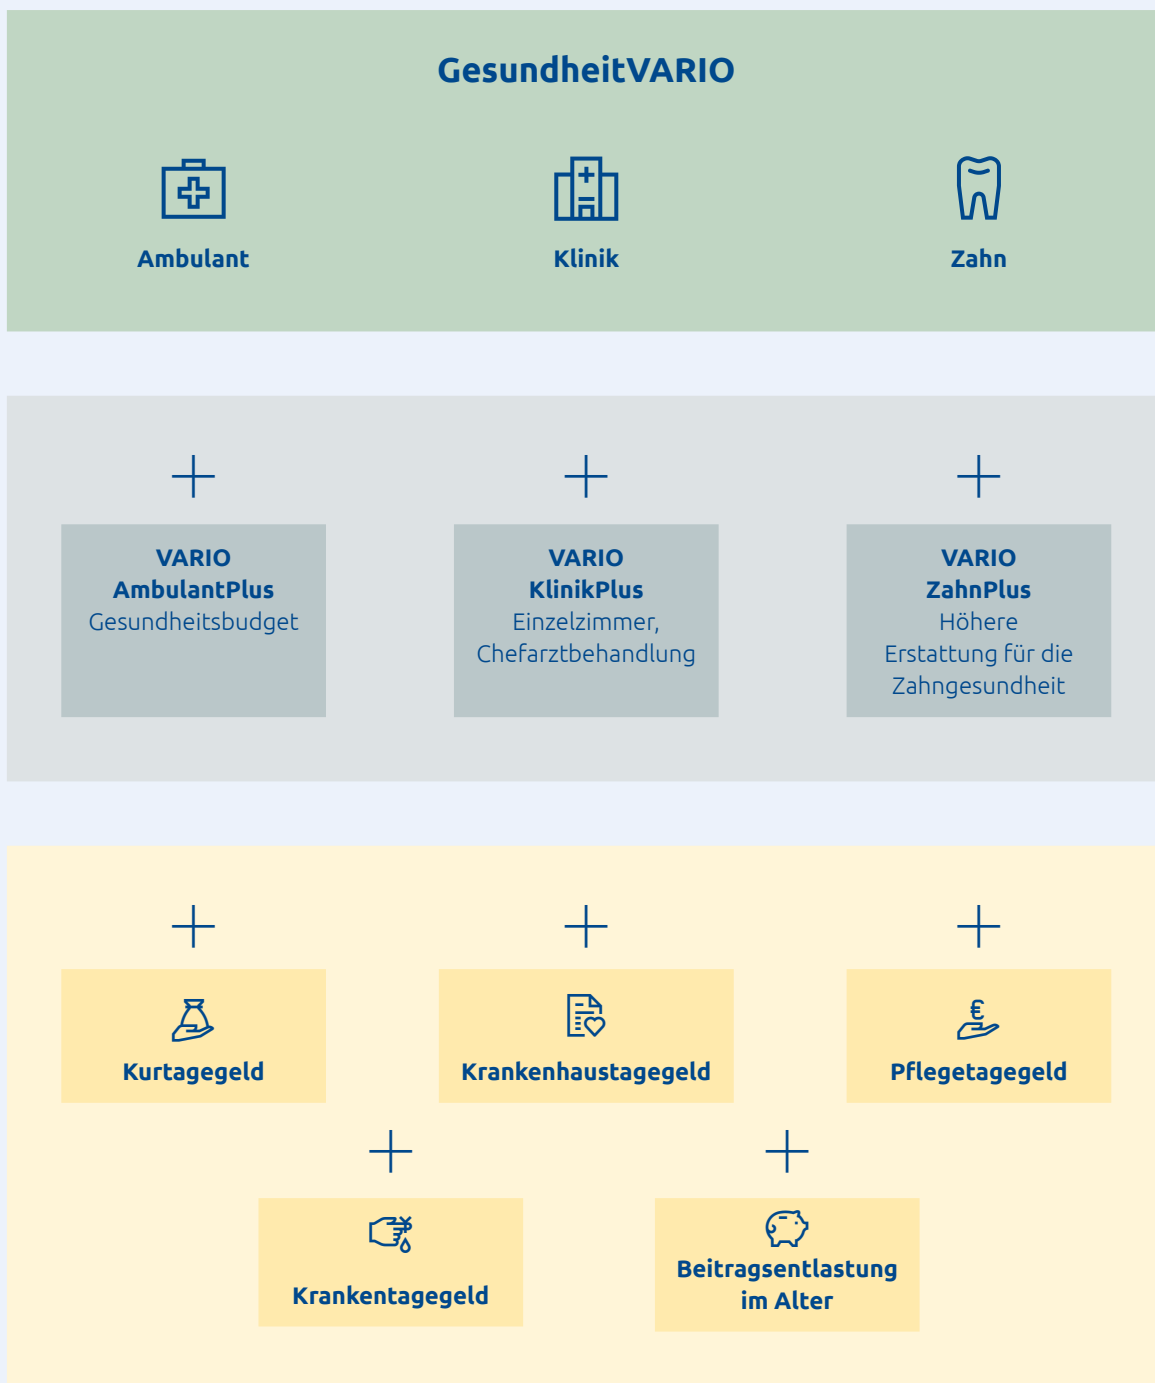 GesundheitVARIO
Ambulant
Klinik
Zahn
VARIO
AmbulantPlus
Gesundheitsbudget
VARIO
KlinikPlus
Einzelzimmer,
Chefarztbehandlung
VARIO
ZahnPlus
Höhere
Erstattung für die
Zahngesundheit
Kurtagegeld
Krankenhaustagegeld
€
Pflegetagegeld
Krankentagegeld
Beitragsentlastung
im Alter